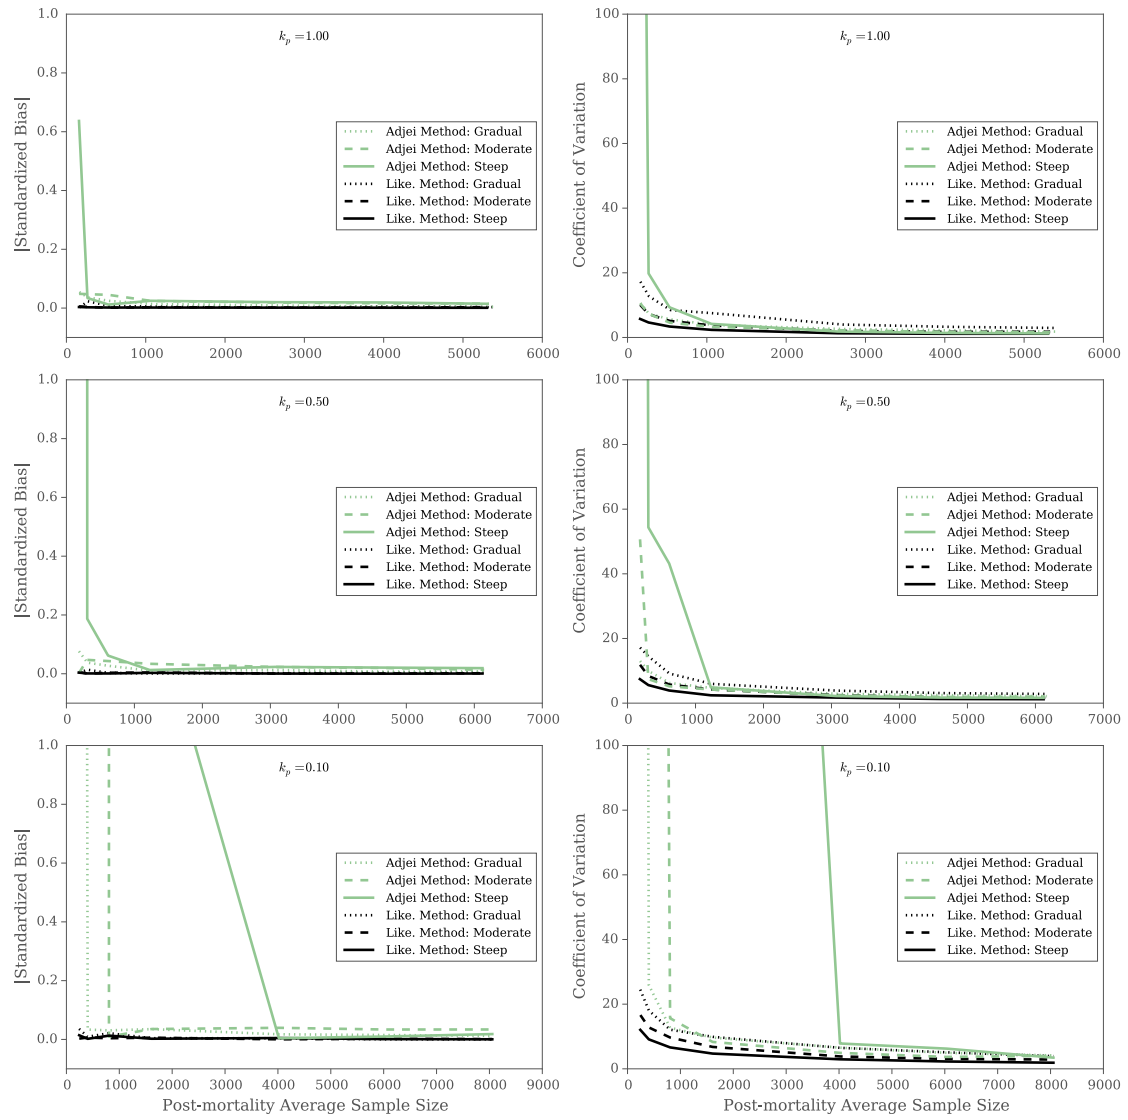 1.0
0.8
0.6
0.4
0.2
0.0
|Standardized Bias|
k_p = 1.00
Adjei Method: Gradual
Adjei Method: Moderate
Adjei Method: Steep
Like. Method: Gradual
Like. Method: Moderate
Like. Method: Steep
0 1000 2000 3000 4000 5000 6000
100
80
60
40
20
0
Coefficient of Variation
k_p = 1.00
Adjei Method: Gradual
Adjei Method: Moderate
Adjei Method: Steep
Like. Method: Gradual
Like. Method: Moderate
Like. Method: Steep
0 1000 2000 3000 4000 5000 6000
1.0
0.8
0.6
0.4
0.2
0.0
|Standardized Bias|
k_p = 0.50
Adjei Method: Gradual
Adjei Method: Moderate
Adjei Method: Steep
Like. Method: Gradual
Like. Method: Moderate
Like. Method: Steep
0 1000 2000 3000 4000 5000 6000 7000
100
80
60
40
20
0
Coefficient of Variation
k_p = 0.50
Adjei Method: Gradual
Adjei Method: Moderate
Adjei Method: Steep
Like. Method: Gradual
Like. Method: Moderate
Like. Method: Steep
0 1000 2000 3000 4000 5000 6000 7000
1.0
0.8
0.6
0.4
0.2
0.0
|Standardized Bias|
k_p = 0.10
Adjei Method: Gradual
Adjei Method: Moderate
Adjei Method: Steep
Like. Method: Gradual
Like. Method: Moderate
Like. Method: Steep
0 1000 2000 3000 4000 5000 6000 7000 8000 9000
Post-mortality Average Sample Size
100
80
60
40
20
0
Coefficient of Variation
k_p = 0.10
Adjei Method: Gradual
Adjei Method: Moderate
Adjei Method: Steep
Like. Method: Gradual
Like. Method: Moderate
Like. Method: Steep
0 1000 2000 3000 4000 5000 6000 7000 8000 9000
Post-mortality Average Sample Size